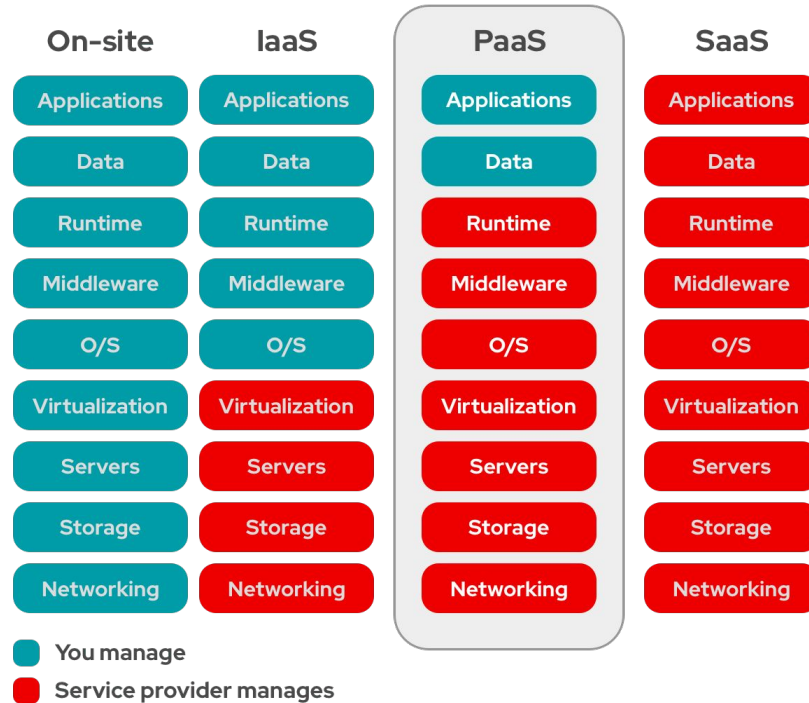 On-site IaaS PaaS SaaS
Applications Applications Applications Applications
Data Data Data Data
Runtime Runtime Runtime Runtime
Middleware Middleware Middleware Middleware
O/S O/S O/S O/S
Virtualization Virtualization Virtualization Virtualization
Servers Servers Servers Servers
Storage Storage Storage Storage
Networking Networking Networking Networking
You manage
Service provider manages